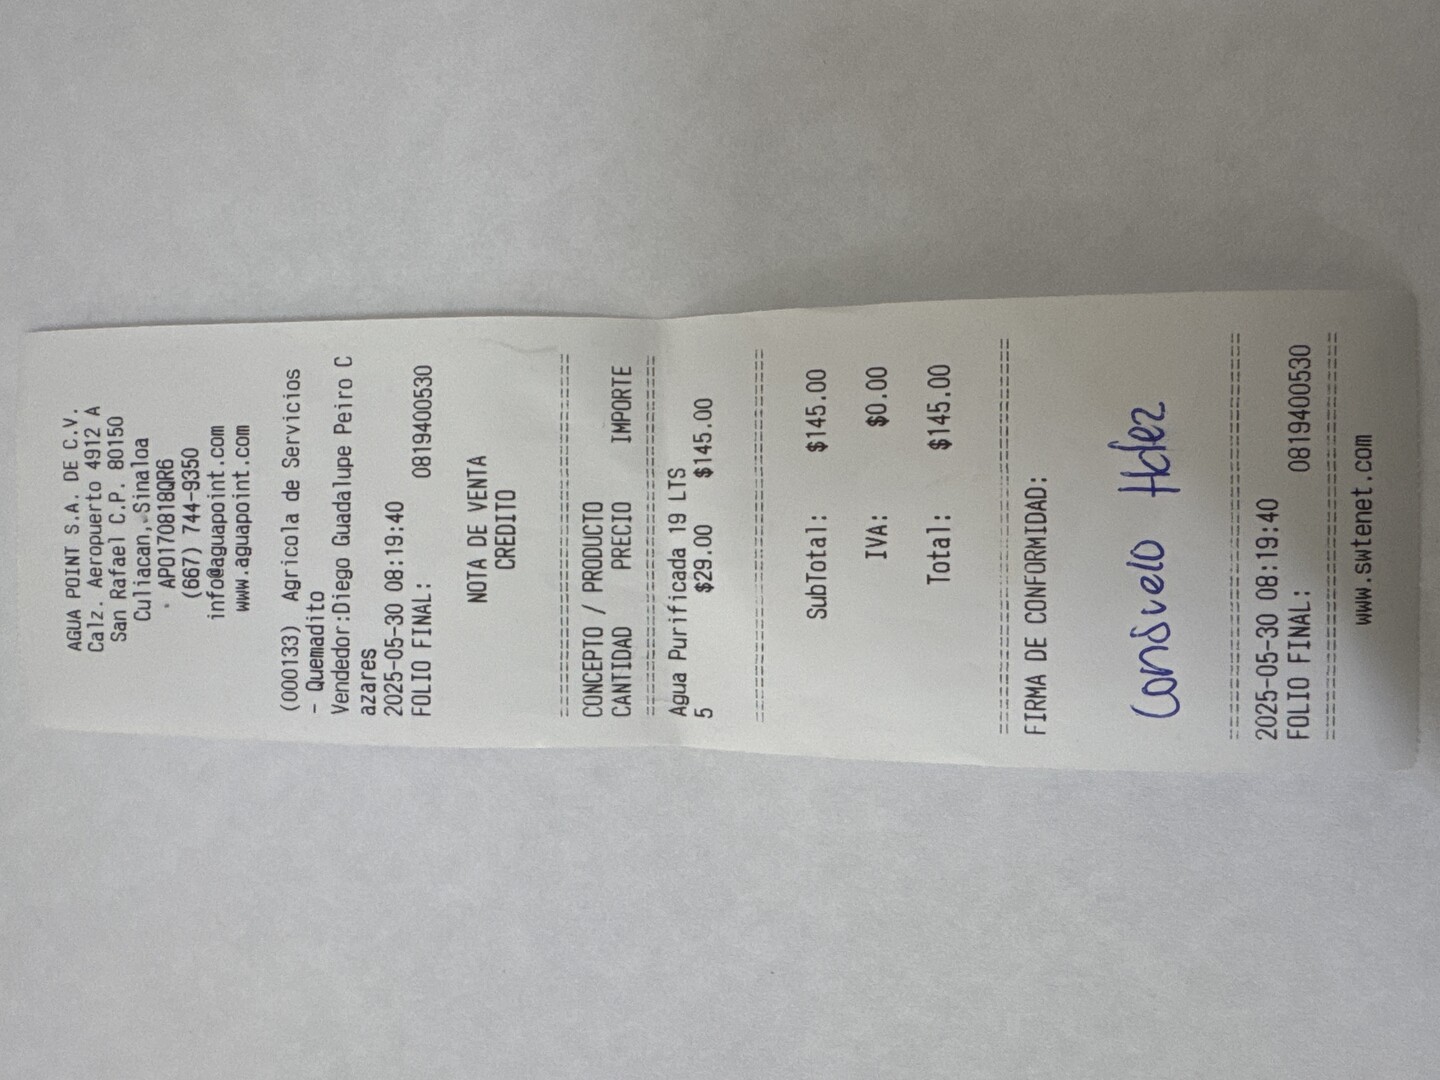 AGUA POINT S.A. DE C.V.
Calz. Aeropuerto 4912 A
San Rafael C.P. 80150
Culiacan, Sinaloa
APO170818QR6
(667) 744-9350
info@aguapoint.com
www.aguapoint.com
(000133) Agricola de Servicios
- Quemadito
Vendedor:Diego Guadalupe Peiro C
azares
2025-05-30 08:19:40
FOLIO FINAL: 0819400530
NOTA DE VENTA
CREDITO
================================
CONCEPTO / PRODUCTO
CANTIDAD PRECIO IMPORTE
================================
Agua Purificada 19 LTS
5 $29.00 $145.00
================================
SubTotal: $145.00
IVA: $0.00
Total: $145.00
================================
FIRMA DE CONFORMIDAD:
Consuelo Hdez
================================
2025-05-30 08:19:40
FOLIO FINAL: 0819400530
================================
www.swtenet.com